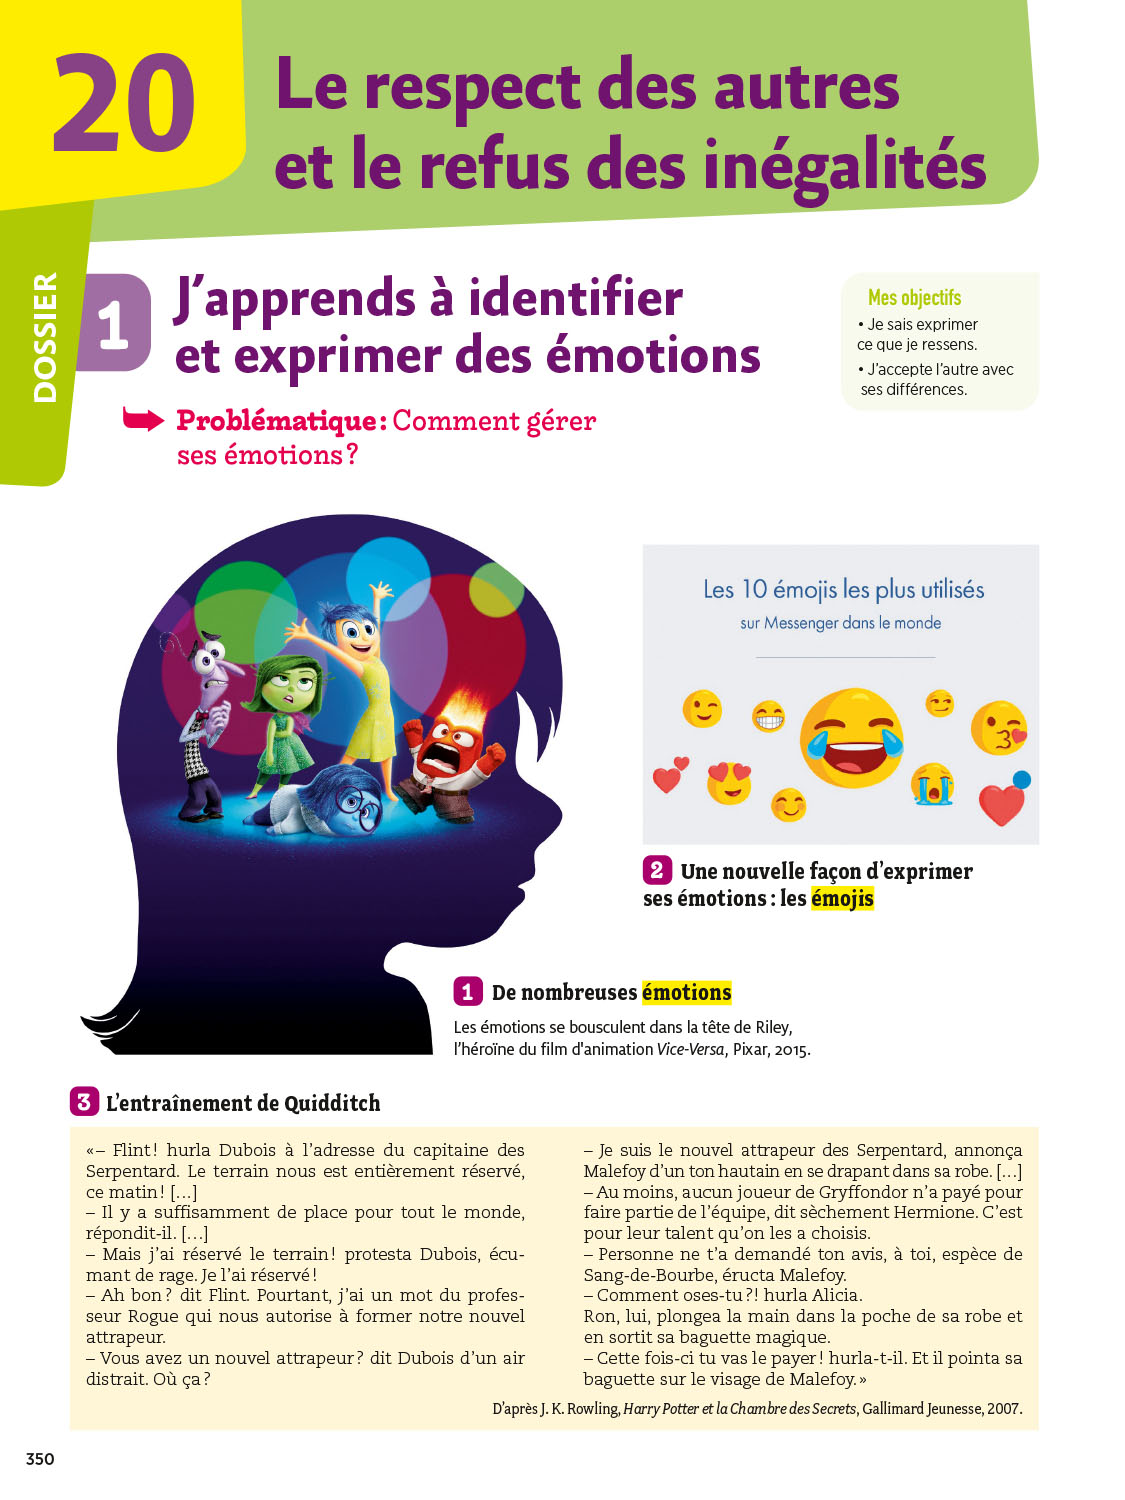 20
Le respect des autres
et le refus des inégalités
DOSSIER
1
J’apprends à identifier
et exprimer des émotions
Mes objectifs
• Je sais exprimer
ce que je ressens.
• J’accepte l’autre avec
ses différences.
Problématique : Comment gérer
ses émotions ?
Les 10 émojis les plus utilisés
sur Messenger dans le monde
2 Une nouvelle façon d’exprimer
ses émotions : les émojis
1 De nombreuses émotions
Les émotions se bousculent dans la tête de Riley,
l’héroïne du film d'animation Vice-Versa, Pixar, 2015.
3 L’entraînement de Quidditch
« – Flint ! hurla Dubois à l’adresse du capitaine des
Serpentard. Le terrain nous est entièrement réservé,
ce matin ! […]
– Il y a suffisamment de place pour tout le monde,
répondit-il. […]
– Mais j’ai réservé le terrain ! protesta Dubois, écu-
mant de rage. Je l’ai réservé !
– Ah bon ? dit Flint. Pourtant, j’ai un mot du profes-
seur Rogue qui nous autorise à former notre nouvel
attrapeur.
– Vous avez un nouvel attrapeur ? dit Dubois d’un air
distrait. Où ça ?
– Je suis le nouvel attrapeur des Serpentard, annonça
Malefoy d’un ton hautain en se drapant dans sa robe. […]
– Au moins, aucun joueur de Gryffondor n’a payé pour
faire partie de l’équipe, dit sèchement Hermione. C’est
pour leur talent qu’on les a choisis.
– Personne ne t’a demandé ton avis, à toi, espèce de
Sang-de-Bourbe, éructa Malefoy.
– Comment oses-tu ?! hurla Alicia.
Ron, lui, plongea la main dans la poche de sa robe et
en sortit sa baguette magique.
– Cette fois-ci tu vas le payer ! hurla-t-il. Et il pointa sa
baguette sur le visage de Malefoy. »
D’après J. K. Rowling, Harry Potter et la Chambre des Secrets, Gallimard Jeunesse, 2007.
350